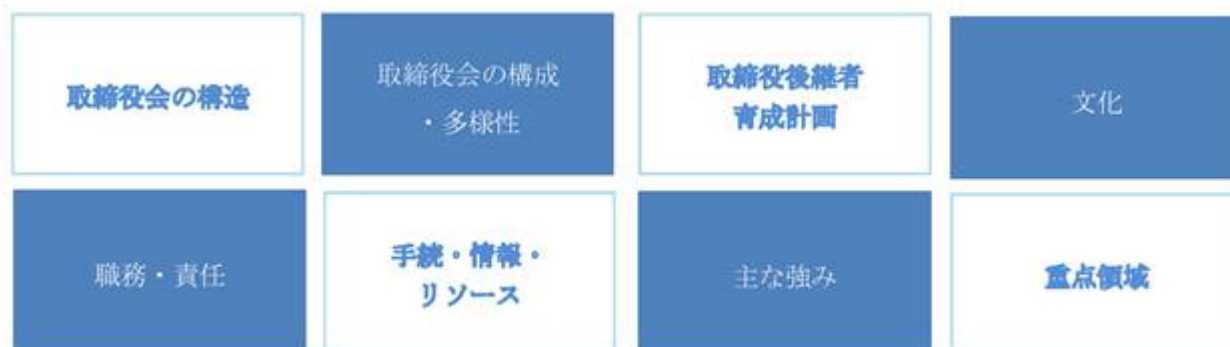 取締役会の構造
取締役会の構成
・多様性
取締役後継者
育成計画
文化
職務・責任
手続・情報・
リソース
主な強み
重点領域